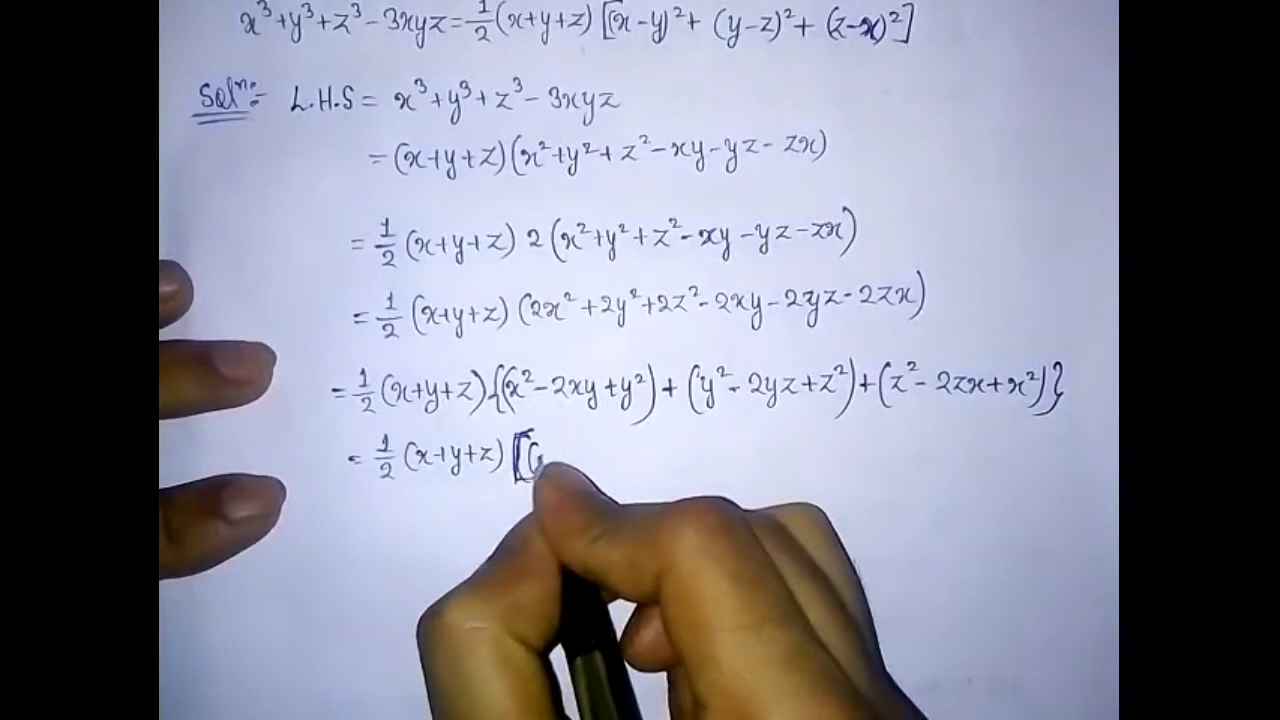 x³+y³+z³-3xyz=½(x+y+z)[(x-y)²+(y-z)²+(z-x)²]
Solⁿ:- L.H.S = x³+y³+z³-3xyz
=(x+y+z)(x²+y²+z²-xy-yz-zx)
=½(x+y+z)2(x²+y²+z²-xy-yz-zx)
=½(x+y+z)(2x²+2y²+2z²-2xy-2yz-2zx)
=½(x+y+z){(x²-2xy+y²)+(y²-2yz+z²)+(z²-2zx+x²)}
=½(x+y+z)[(